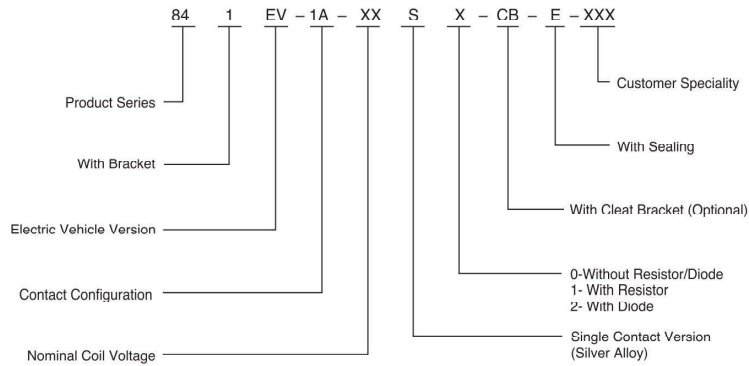 84 1 EV – 1A – XX S X – CB – E – XXX
Customer Speciality
Product Series
With Sealing
With Bracket
With Cleat Bracket (Optional)
Electric Vehicle Version
0-Without Resistor/Diode
1- With Resistor
2- With Diode
Contact Configuration
Single Contact Version
(Silver Alloy)
Nominal Coil Voltage